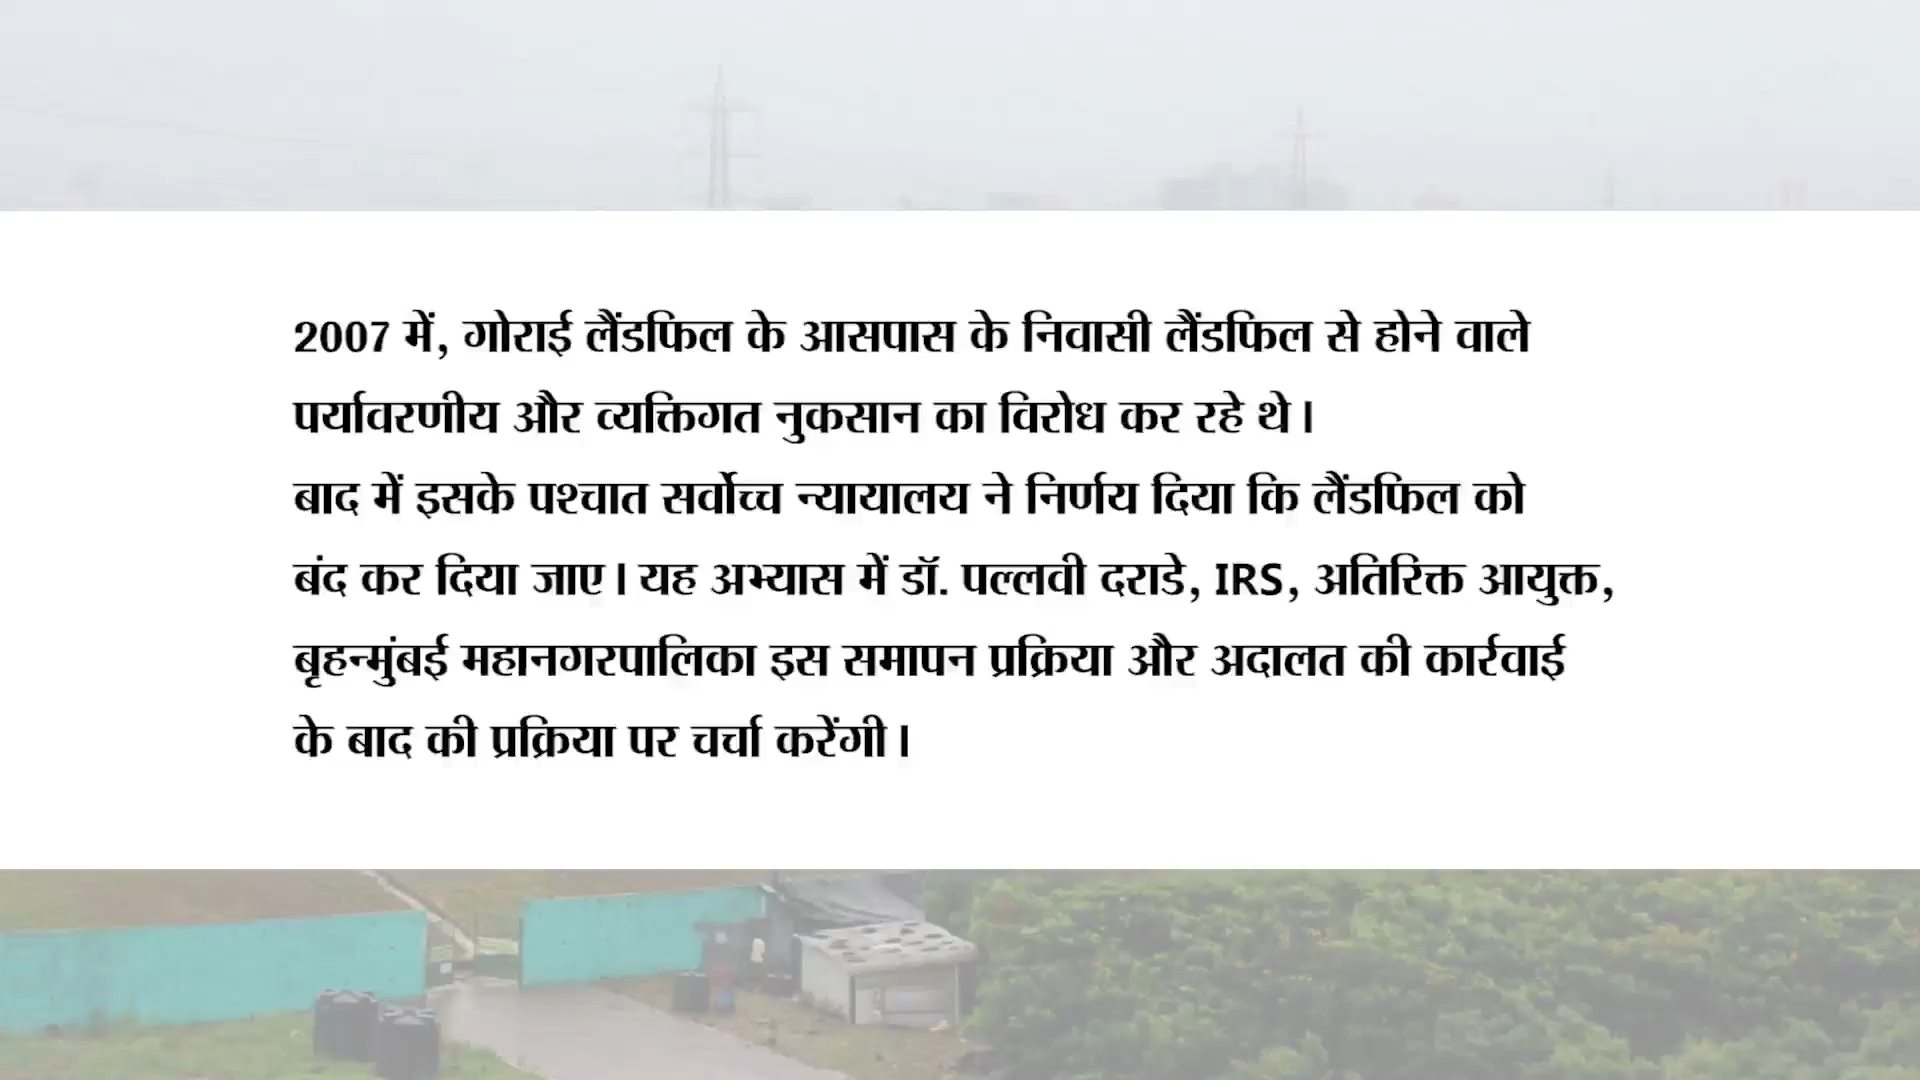 2007 में, गोराई लैंडफिल के आसपास के निवासी लैंडफिल से होने वाले
पर्यावरणीय और व्यक्तिगत नुकसान का विरोध कर रहे थे।
बाद में इसके पश्चात सर्वोच्च न्यायालय ने निर्णय दिया कि लैंडफिल को
बंद कर दिया जाए। यह अभ्यास में डॉ. पल्लवी दराडे, IRS, अतिरिक्त आयुक्त,
बृहन्मुंबई महानगरपालिका इस समापन प्रक्रिया और अदालत की कार्रवाई
के बाद की प्रक्रिया पर चर्चा करेंगी।